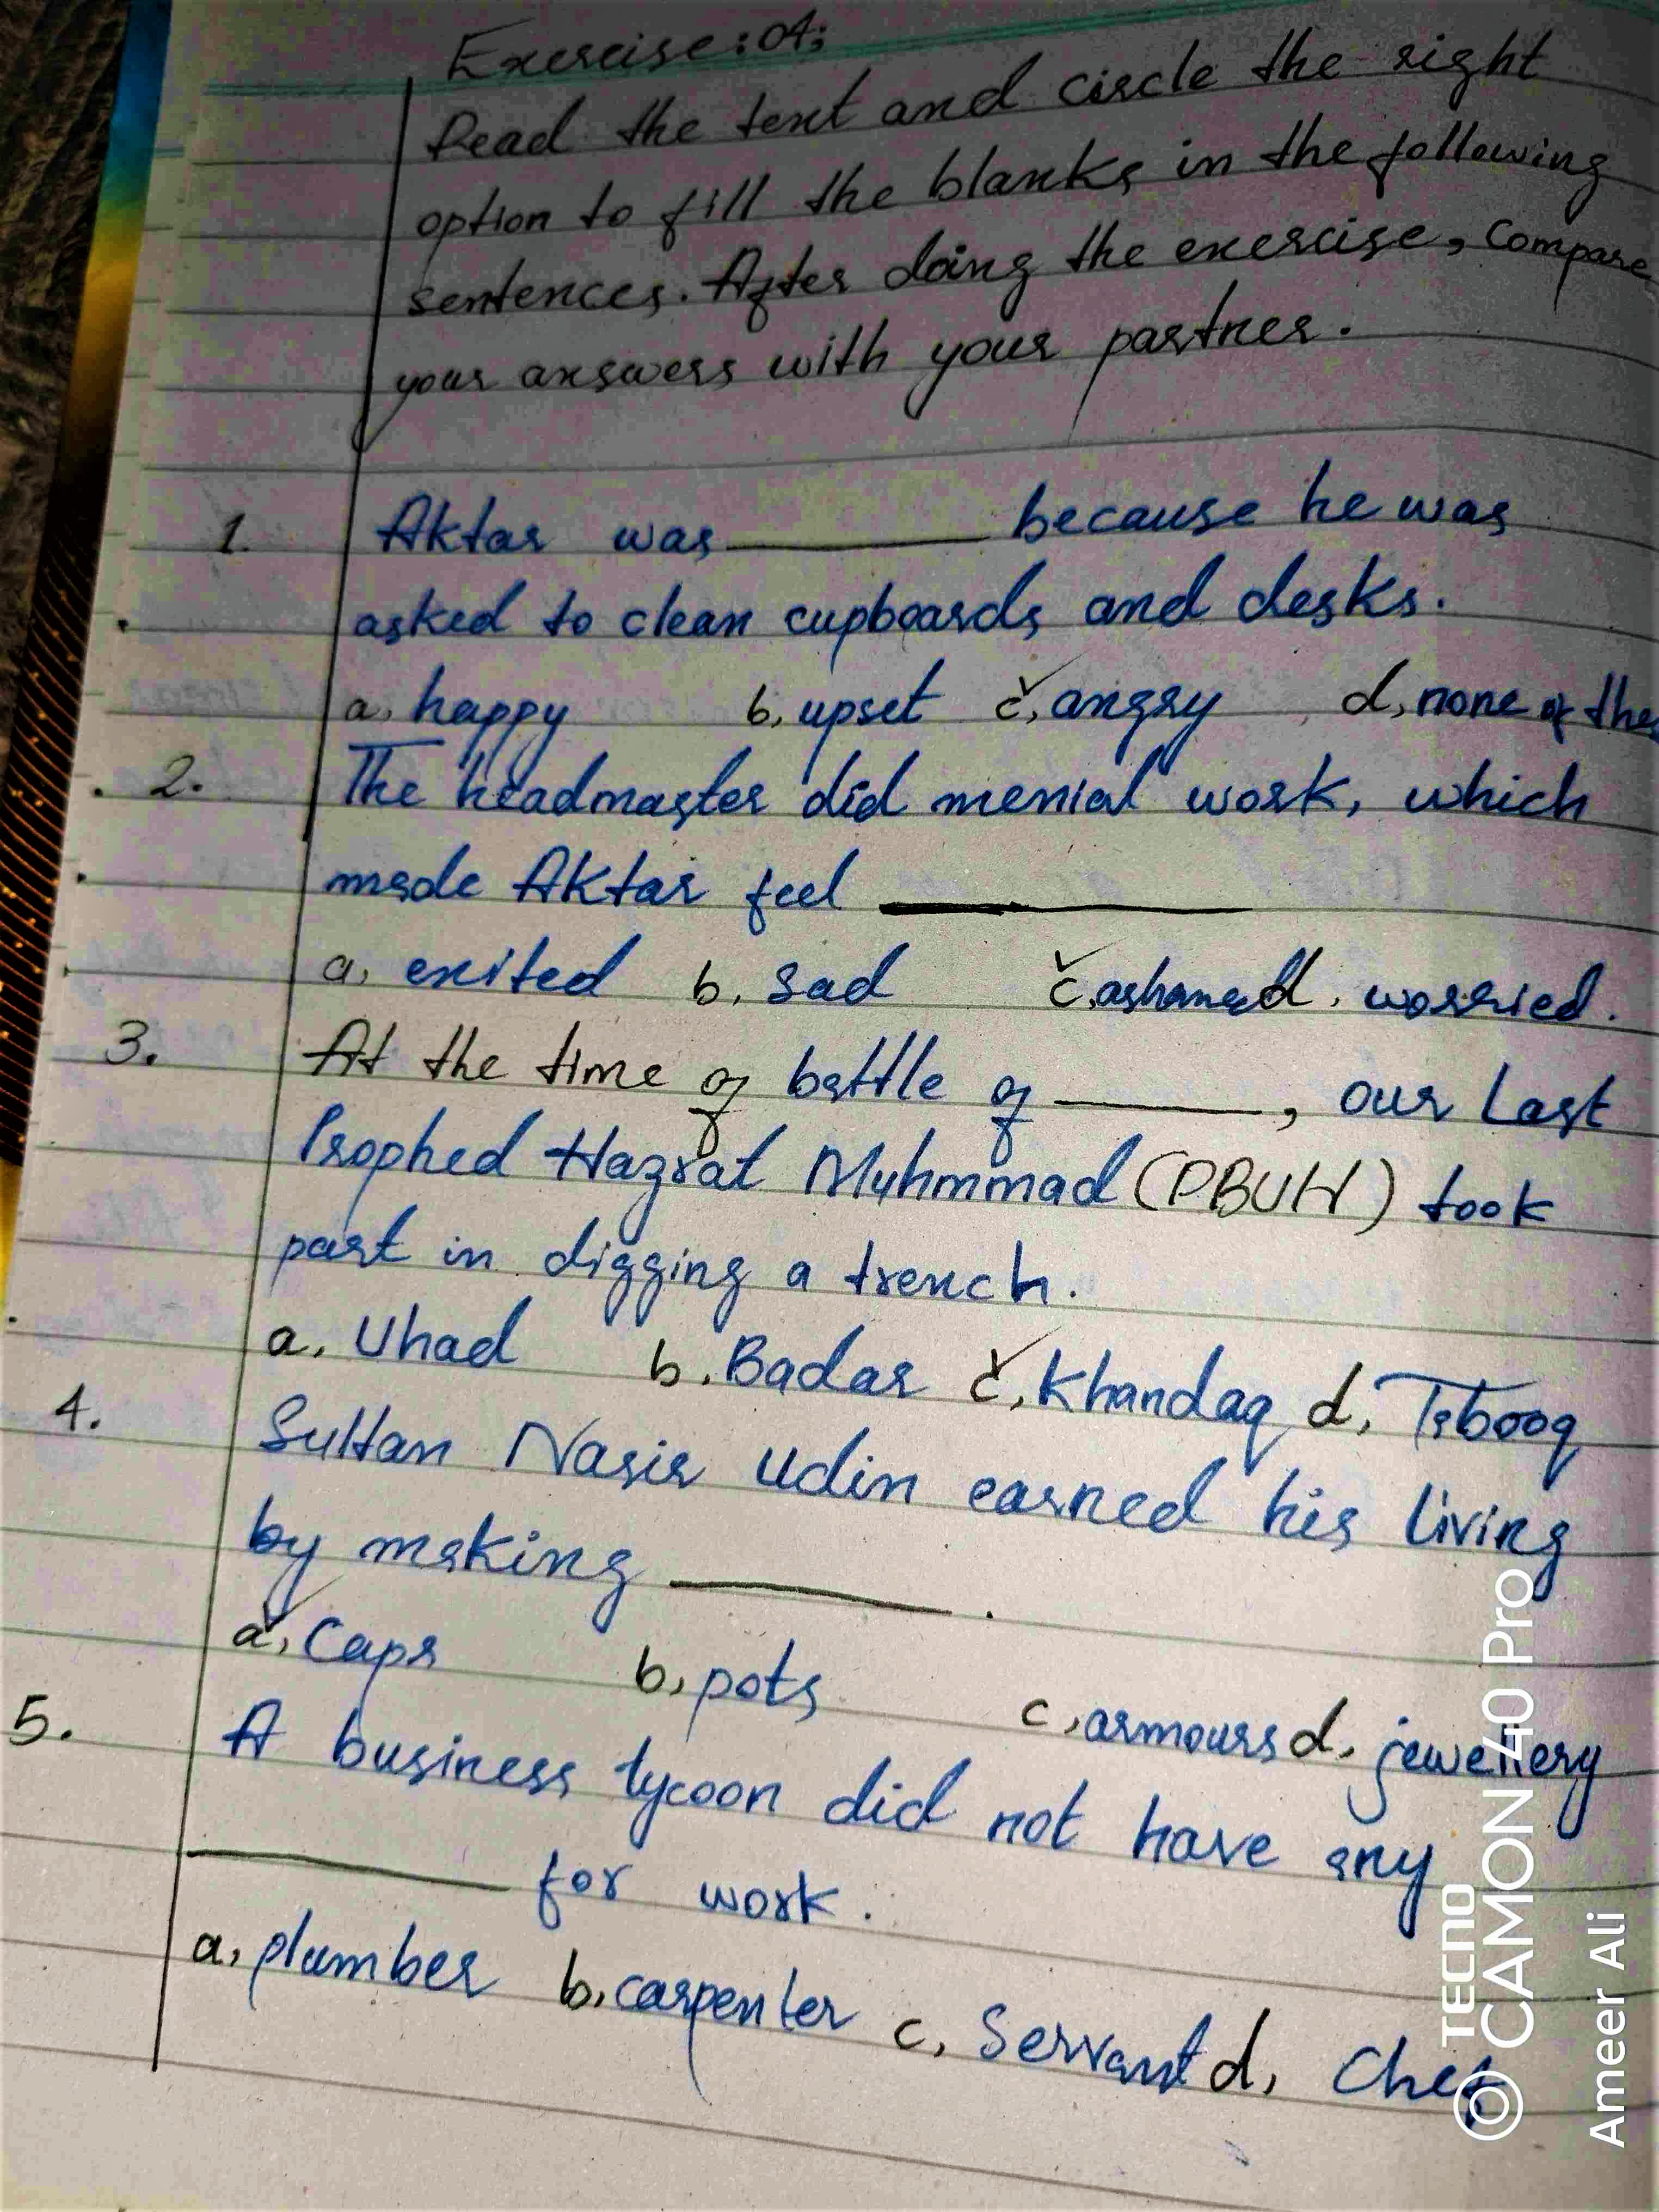 Exercise: 04;
Read the text and circle the right
option to fill the blanks in the following
sentences. After doing the exercise, Compare
your answers with your partner.
1. Aktar was ______ because he was
asked to clean cupboards and desks.
a, happy b, upset c, angry d, none of the
2. The headmaster did menial work, which
made Aktar feel ______
a, exited b, sad c, ashamed d, worried.
3. At the time of battle of ______, our Last
Prophed Hazrat Muhmmad (PBUH) took
part in digging a trench.
a, Uhad b, Badar c, Khandaq d, Tabooq
4. Sultan Nasir Udin earned his living
by making ______.
a, Caps b, pots c, armours d, jewellery
5. A business tycoon did not have any
______ for work.
a, plumber b, carpenter c, Servant d, Chef
TECNO
CAMON 40 Pro
Ameer Ali